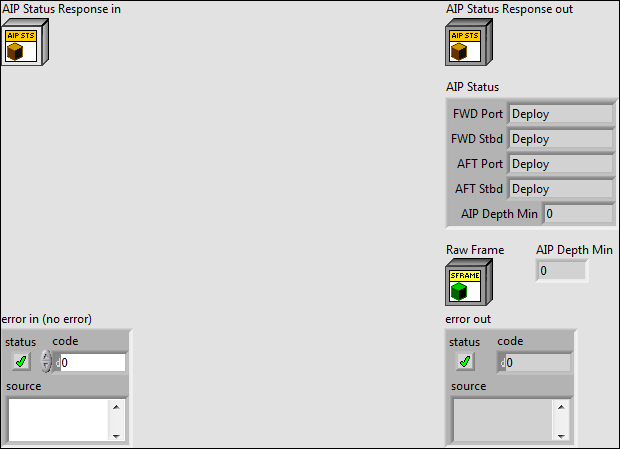 AIP Status Response in
AIP STS
AIP Status Response out
AIP STS
AIP Status
FWD Port Deploy
FWD Stbd Deploy
AFT Port Deploy
AFT Stbd Deploy
AIP Depth Min 0
Raw Frame
SFRAME
AIP Depth Min
0
error in (no error)
status code
d0
source
error out
status code
d0
source